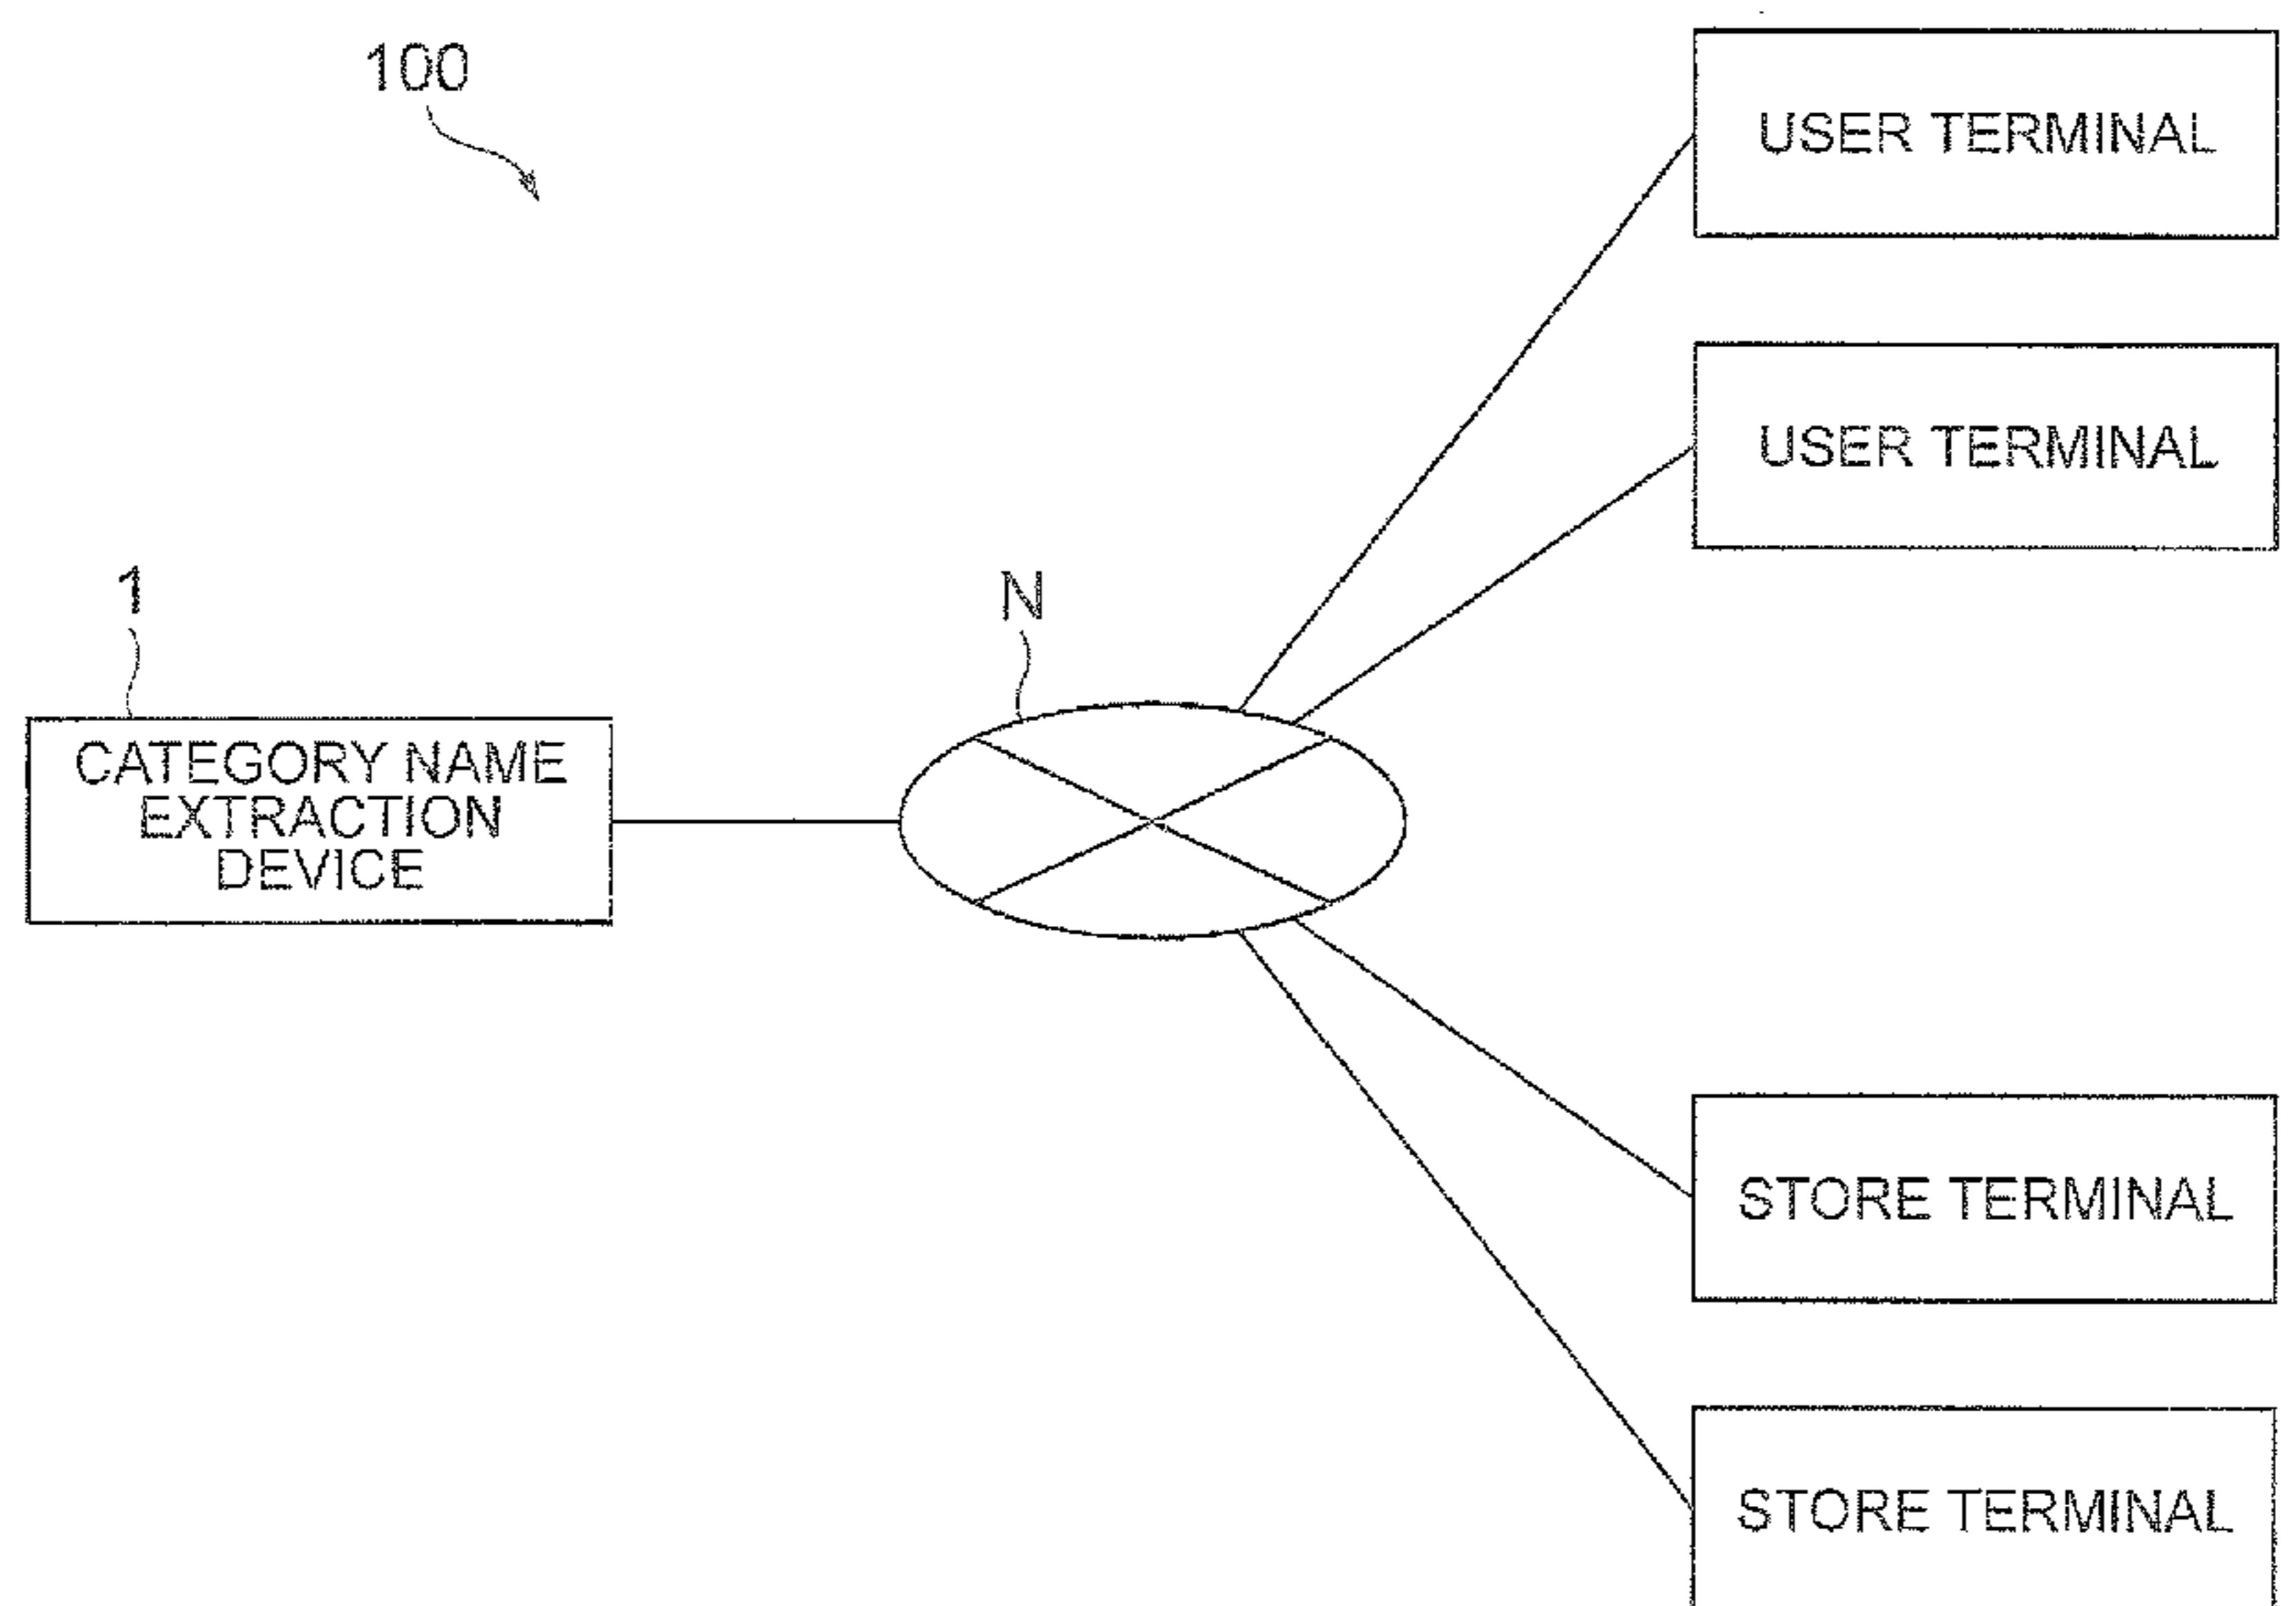 100
USER TERMINAL
USER TERMINAL
1
N
CATEGORY NAME
EXTRACTION
DEVICE
STORE TERMINAL
STORE TERMINAL